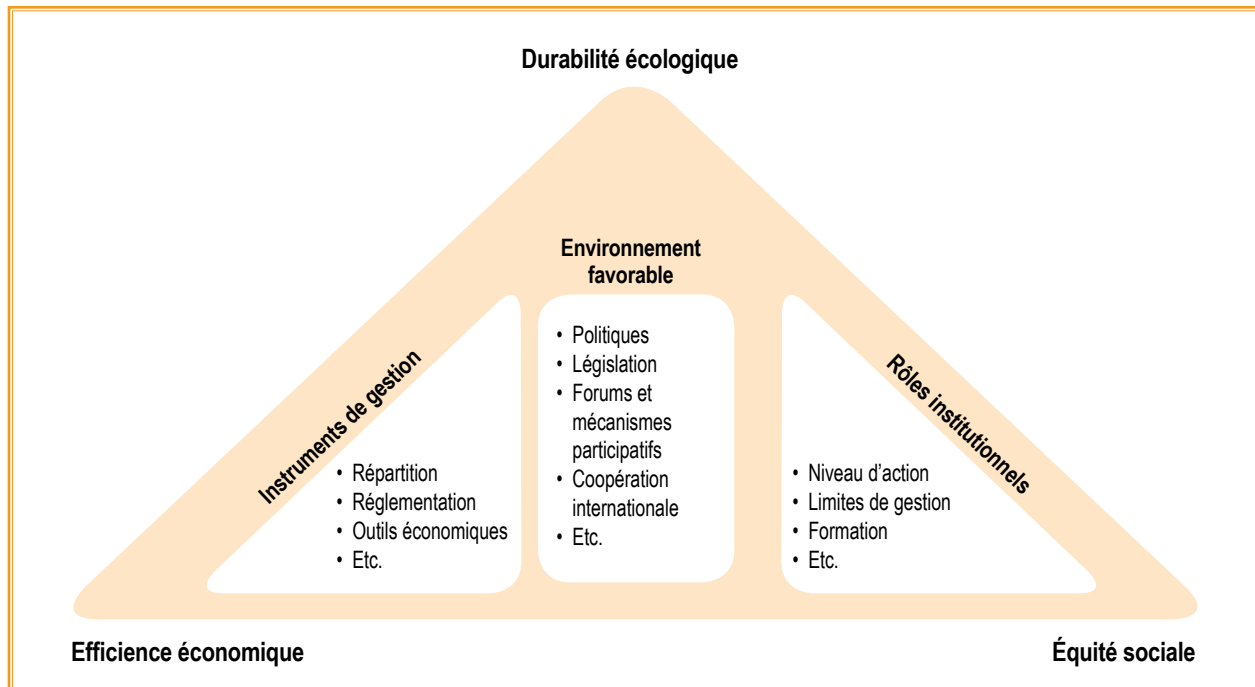 Durabilité écologique
Environnement
favorable
Instruments de gestion
• Répartition
• Réglementation
• Outils économiques
• Etc.
• Politiques
• Législation
• Forums et
mécanismes
participatifs
• Coopération
internationale
• Etc.
Rôles institutionnels
• Niveau d’action
• Limites de gestion
• Formation
• Etc.
Efficience économique
Équité sociale